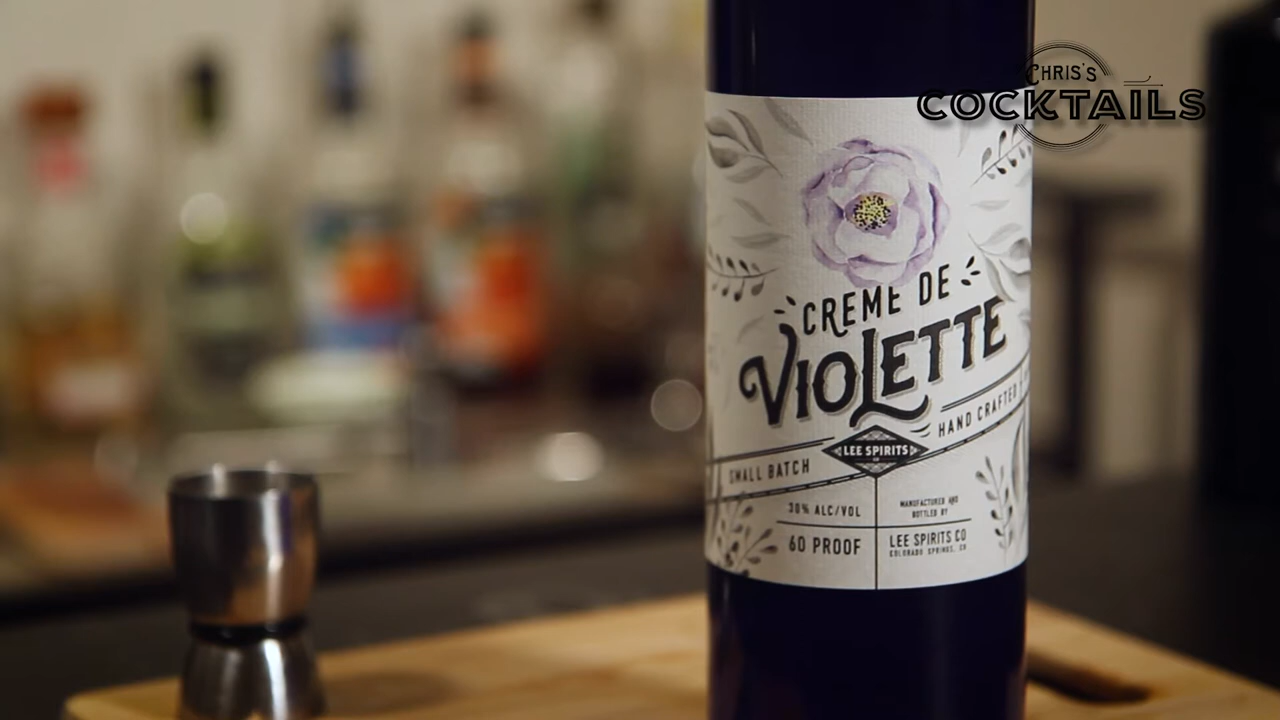 CHRIS'S
COCKTAILS
CREME DE
VIOLETTE
HAND CRAFTED
LEE SPIRITS
CO
SMALL BATCH
30% ALC/VOL
60 PROOF
MANUFACTURED AND
BOTTLED BY
LEE SPIRITS CO
COLORADO SPRINGS, CO